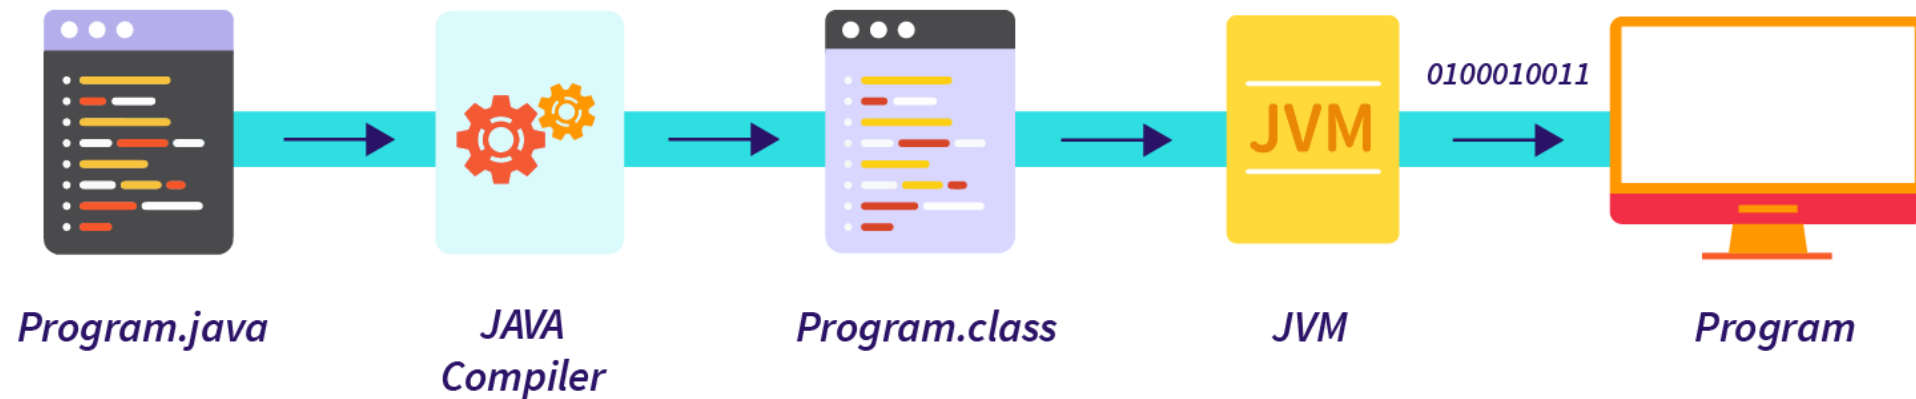 0100010011
JVM
Program.java
JAVA
Compiler
Program.class
JVM
Program